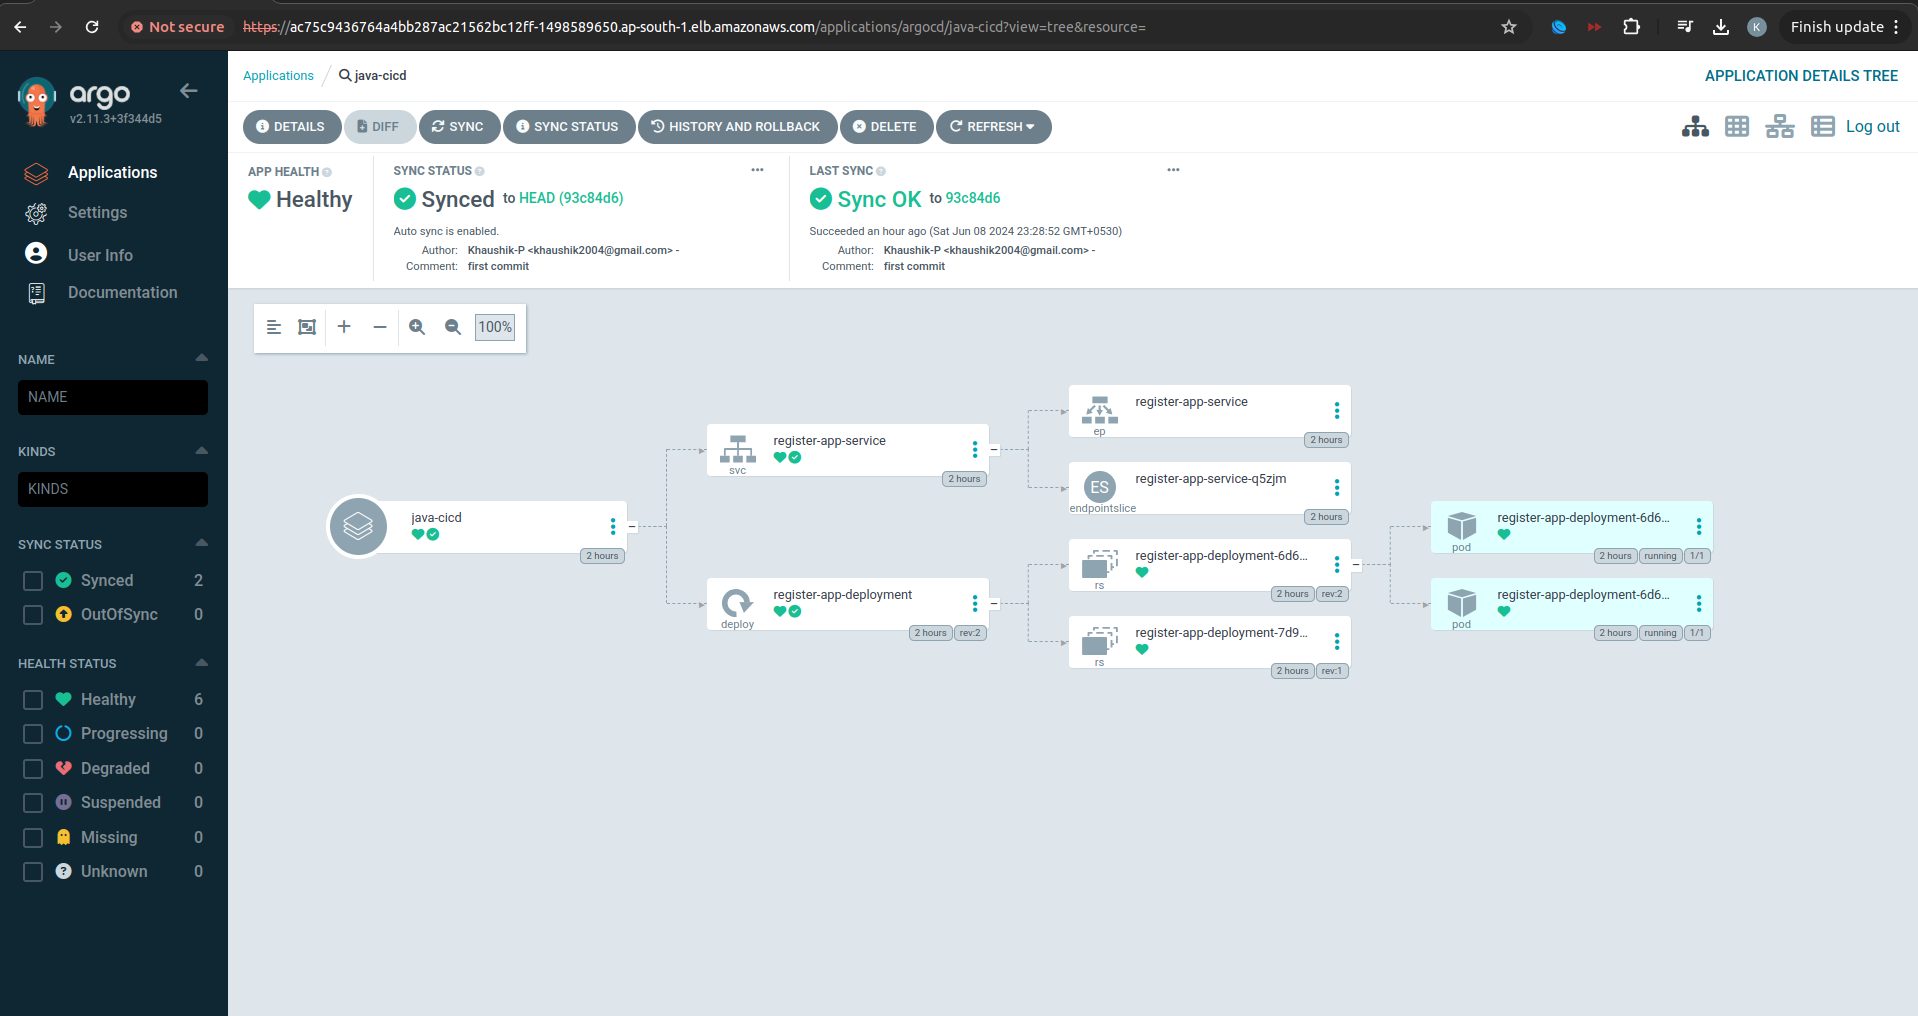 Not secure https://ac75c9436764a4bb287ac21562bc12ff-1498589650.ap-south-1.elb.amazonaws.com/applications/argocd/java-cicd?view=tree&resource= K Finish update
argo
v2.11.3+3f344d5
Applications
Settings
User Info
Documentation
NAME
NAME
KINDS
KINDS
SYNC STATUS
Synced 2
OutOfSync 0
HEALTH STATUS
Healthy 6
Progressing 0
Degraded 0
Suspended 0
Missing 0
Unknown 0
Applications / java-cicd
APPLICATION DETAILS TREE
DETAILS DIFF SYNC SYNC STATUS HISTORY AND ROLLBACK DELETE REFRESH Log out
APP HEALTH
Healthy
SYNC STATUS
Synced to HEAD (93c84d6)
Auto sync is enabled.
Author: Khaushik-P <khaushik2004@gmail.com> -
Comment: first commit
LAST SYNC
Sync OK to 93c84d6
Succeeded an hour ago (Sat Jun 08 2024 23:28:52 GMT+0530)
Author: Khaushik-P <khaushik2004@gmail.com> -
Comment: first commit
100%
java-cicd
2 hours
register-app-service
svc
2 hours
register-app-deployment
deploy
2 hours rev:2
register-app-service
ep
2 hours
ES
register-app-service-q5zjm
endpointslice
2 hours
register-app-deployment-6d6...
rs
2 hours rev:2
register-app-deployment-7d9...
rs
2 hours rev:1
register-app-deployment-6d6...
pod
2 hours running 1/1
register-app-deployment-6d6...
pod
2 hours running 1/1